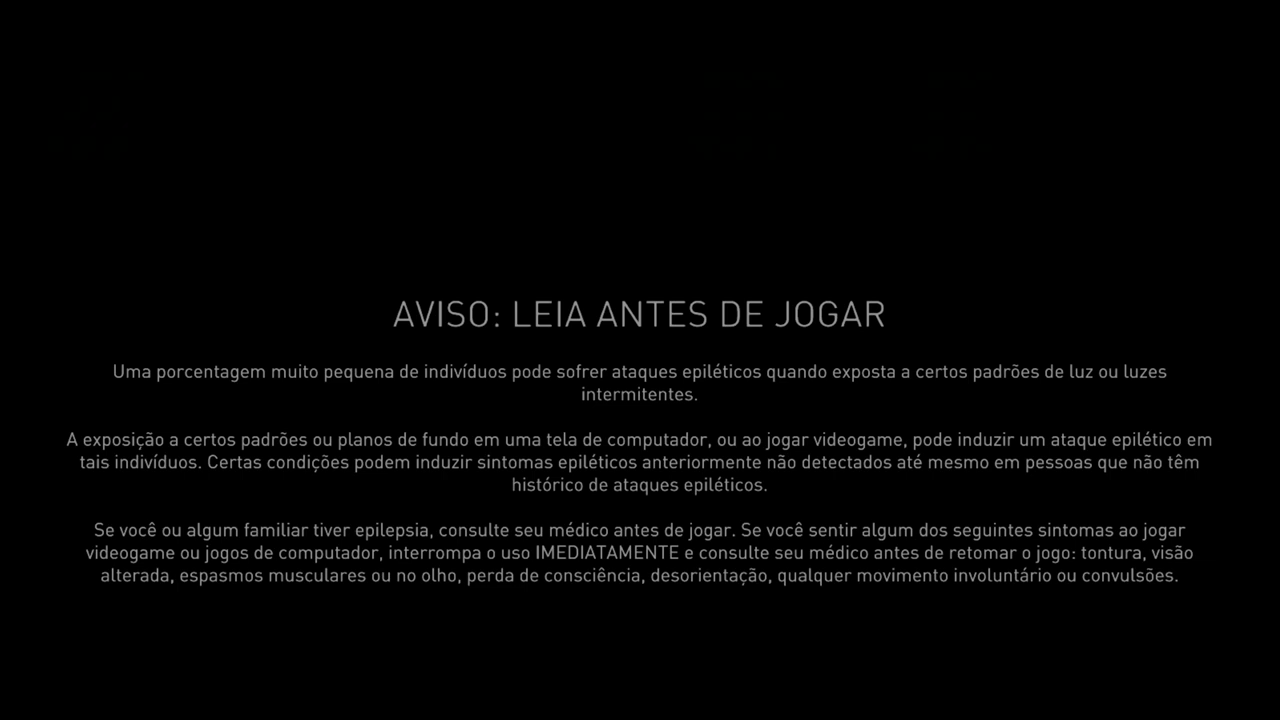 AVISO: LEIA ANTES DE JOGAR
Uma porcentagem muito pequena de indivíduos pode sofrer ataques epiléticos quando exposta a certos padrões de luz ou luzes
intermitentes.
A exposição a certos padrões ou planos de fundo em uma tela de computador, ou ao jogar videogame, pode induzir um ataque epilético em
tais indivíduos. Certas condições podem induzir sintomas epiléticos anteriormente não detectados até mesmo em pessoas que não têm
histórico de ataques epiléticos.
Se você ou algum familiar tiver epilepsia, consulte seu médico antes de jogar. Se você sentir algum dos seguintes sintomas ao jogar
videogame ou jogos de computador, interrompa o uso IMEDIATAMENTE e consulte seu médico antes de retomar o jogo: tontura, visão
alterada, espasmos musculares ou no olho, perda de consciência, desorientação, qualquer movimento involuntário ou convulsões.